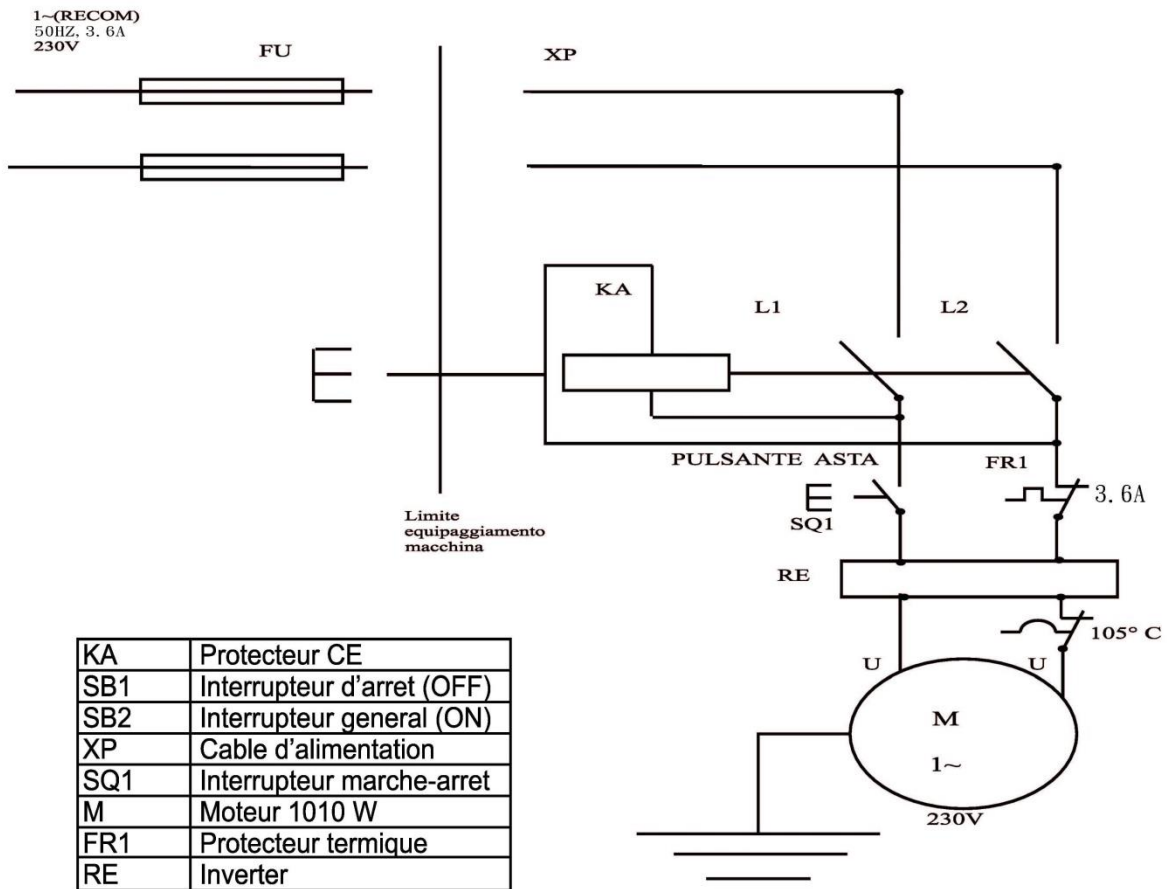 1~(RECOM)
50HZ, 3.6A
230V
FU
XP
KA
L1
L2
PULSANTE ASTA
FR1
3.6A
SQ1
Limite
equipaggiamento
macchina
RE
105° C
U
U
M
1~
230V
KA Protecteur CE
SB1 Interrupteur d'arret (OFF)
SB2 Interrupteur general (ON)
XP Cable d'alimentation
SQ1 Interrupteur marche-arret
M Moteur 1010 W
FR1 Protecteur termique
RE Inverter